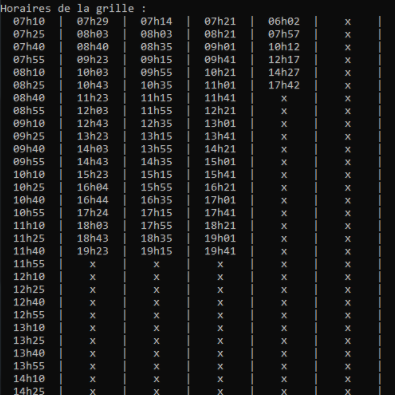 Horaires de la grille :
07h10 | 07h29 | 07h14 | 07h21 | 06h02 | x |
07h25 | 08h03 | 08h03 | 08h21 | 07h57 | x |
07h40 | 08h40 | 08h35 | 09h01 | 10h12 | x |
07h55 | 09h23 | 09h15 | 09h41 | 12h17 | x |
08h10 | 10h03 | 09h55 | 10h21 | 14h27 | x |
08h25 | 10h43 | 10h35 | 11h01 | 17h42 | x |
08h40 | 11h23 | 11h15 | 11h41 | x | x |
08h55 | 12h03 | 11h55 | 12h21 | x | x |
09h10 | 12h43 | 12h35 | 13h01 | x | x |
09h25 | 13h23 | 13h15 | 13h41 | x | x |
09h40 | 14h03 | 13h55 | 14h21 | x | x |
09h55 | 14h43 | 14h35 | 15h01 | x | x |
10h10 | 15h23 | 15h15 | 15h41 | x | x |
10h25 | 16h04 | 15h55 | 16h21 | x | x |
10h40 | 16h44 | 16h35 | 17h01 | x | x |
10h55 | 17h24 | 17h15 | 17h41 | x | x |
11h10 | 18h03 | 17h55 | 18h21 | x | x |
11h25 | 18h43 | 18h35 | 19h01 | x | x |
11h40 | 19h23 | 19h15 | 19h41 | x | x |
11h55 | x | x | x | x | x |
12h10 | x | x | x | x | x |
12h25 | x | x | x | x | x |
12h40 | x | x | x | x | x |
12h55 | x | x | x | x | x |
13h10 | x | x | x | x | x |
13h25 | x | x | x | x | x |
13h40 | x | x | x | x | x |
13h55 | x | x | x | x | x |
14h10 | x | x | x | x | x |
14h25 | x | x | x | x | x |